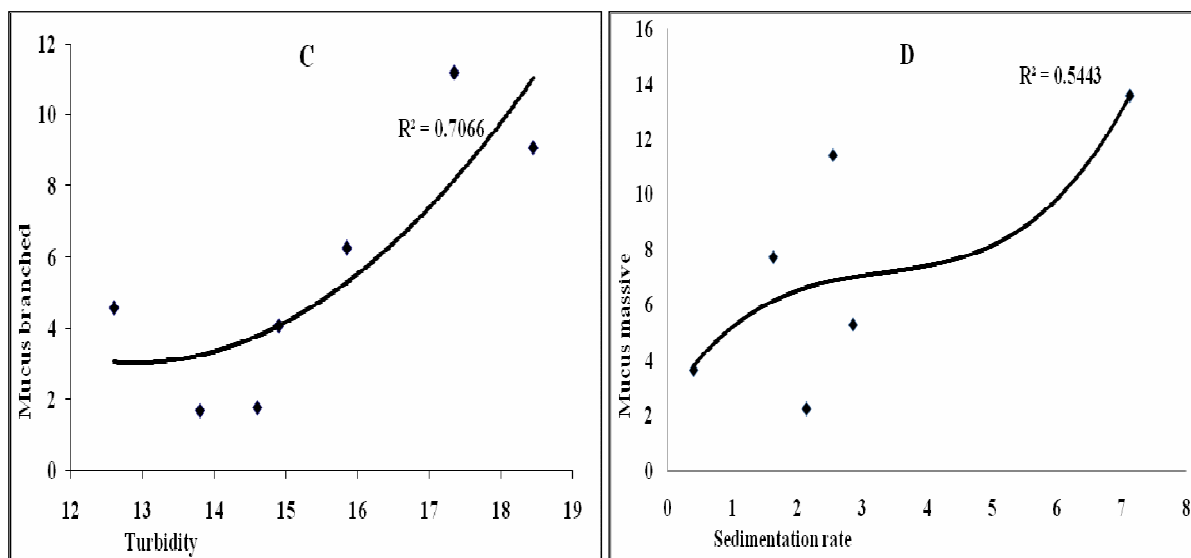 C
R² = 0.7066
Mucus branched
12
10
8
6
4
2
0
12 13 14 15 16 17 18 19
Turbidity
D
R² = 0.5443
Mucus massive
16
14
12
10
8
6
4
2
0
0 1 2 3 4 5 6 7 8
Sedimentation rate